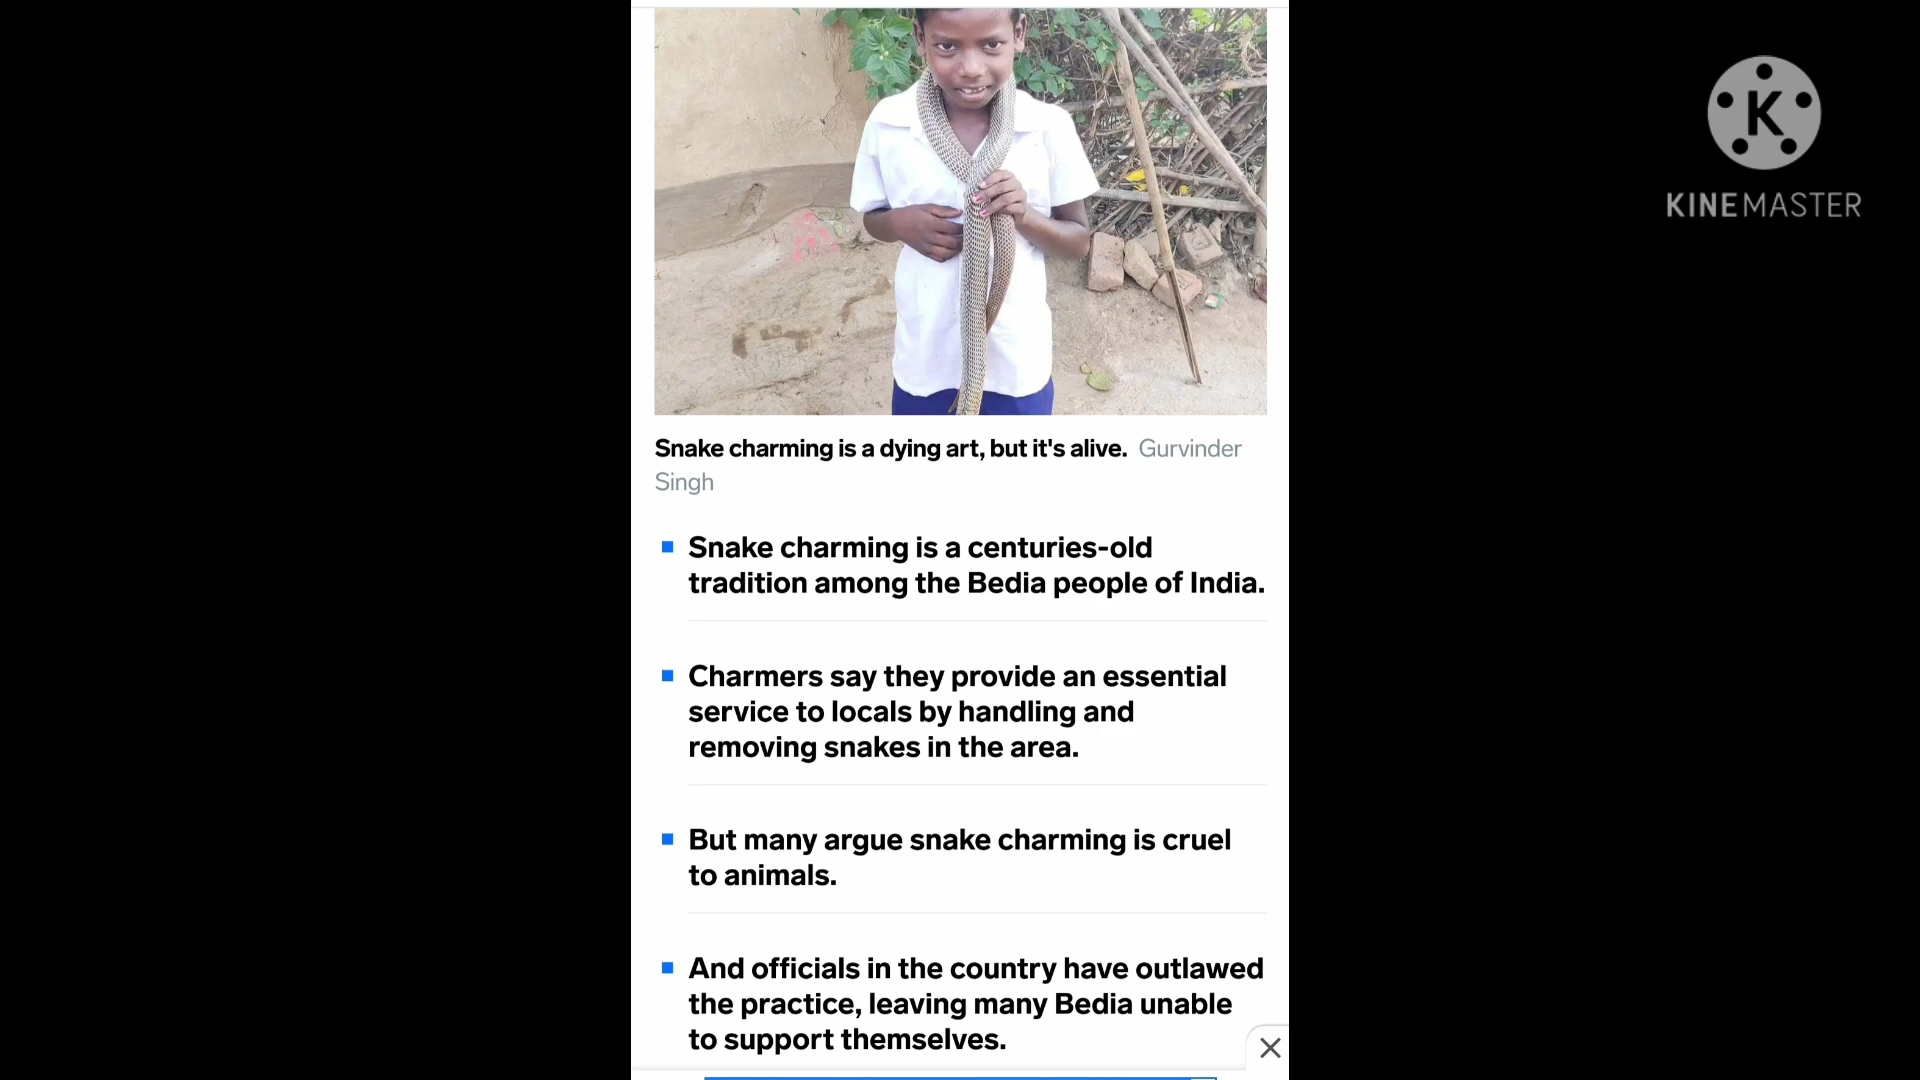 Snake charming is a dying art, but it's alive. Gurvinder
Singh
Snake charming is a centuries-old
tradition among the Bedia people of India.
Charmers say they provide an essential
service to locals by handling and
removing snakes in the area.
But many argue snake charming is cruel
to animals.
And officials in the country have outlawed
the practice, leaving many Bedia unable
to support themselves.
K
KINEMASTER